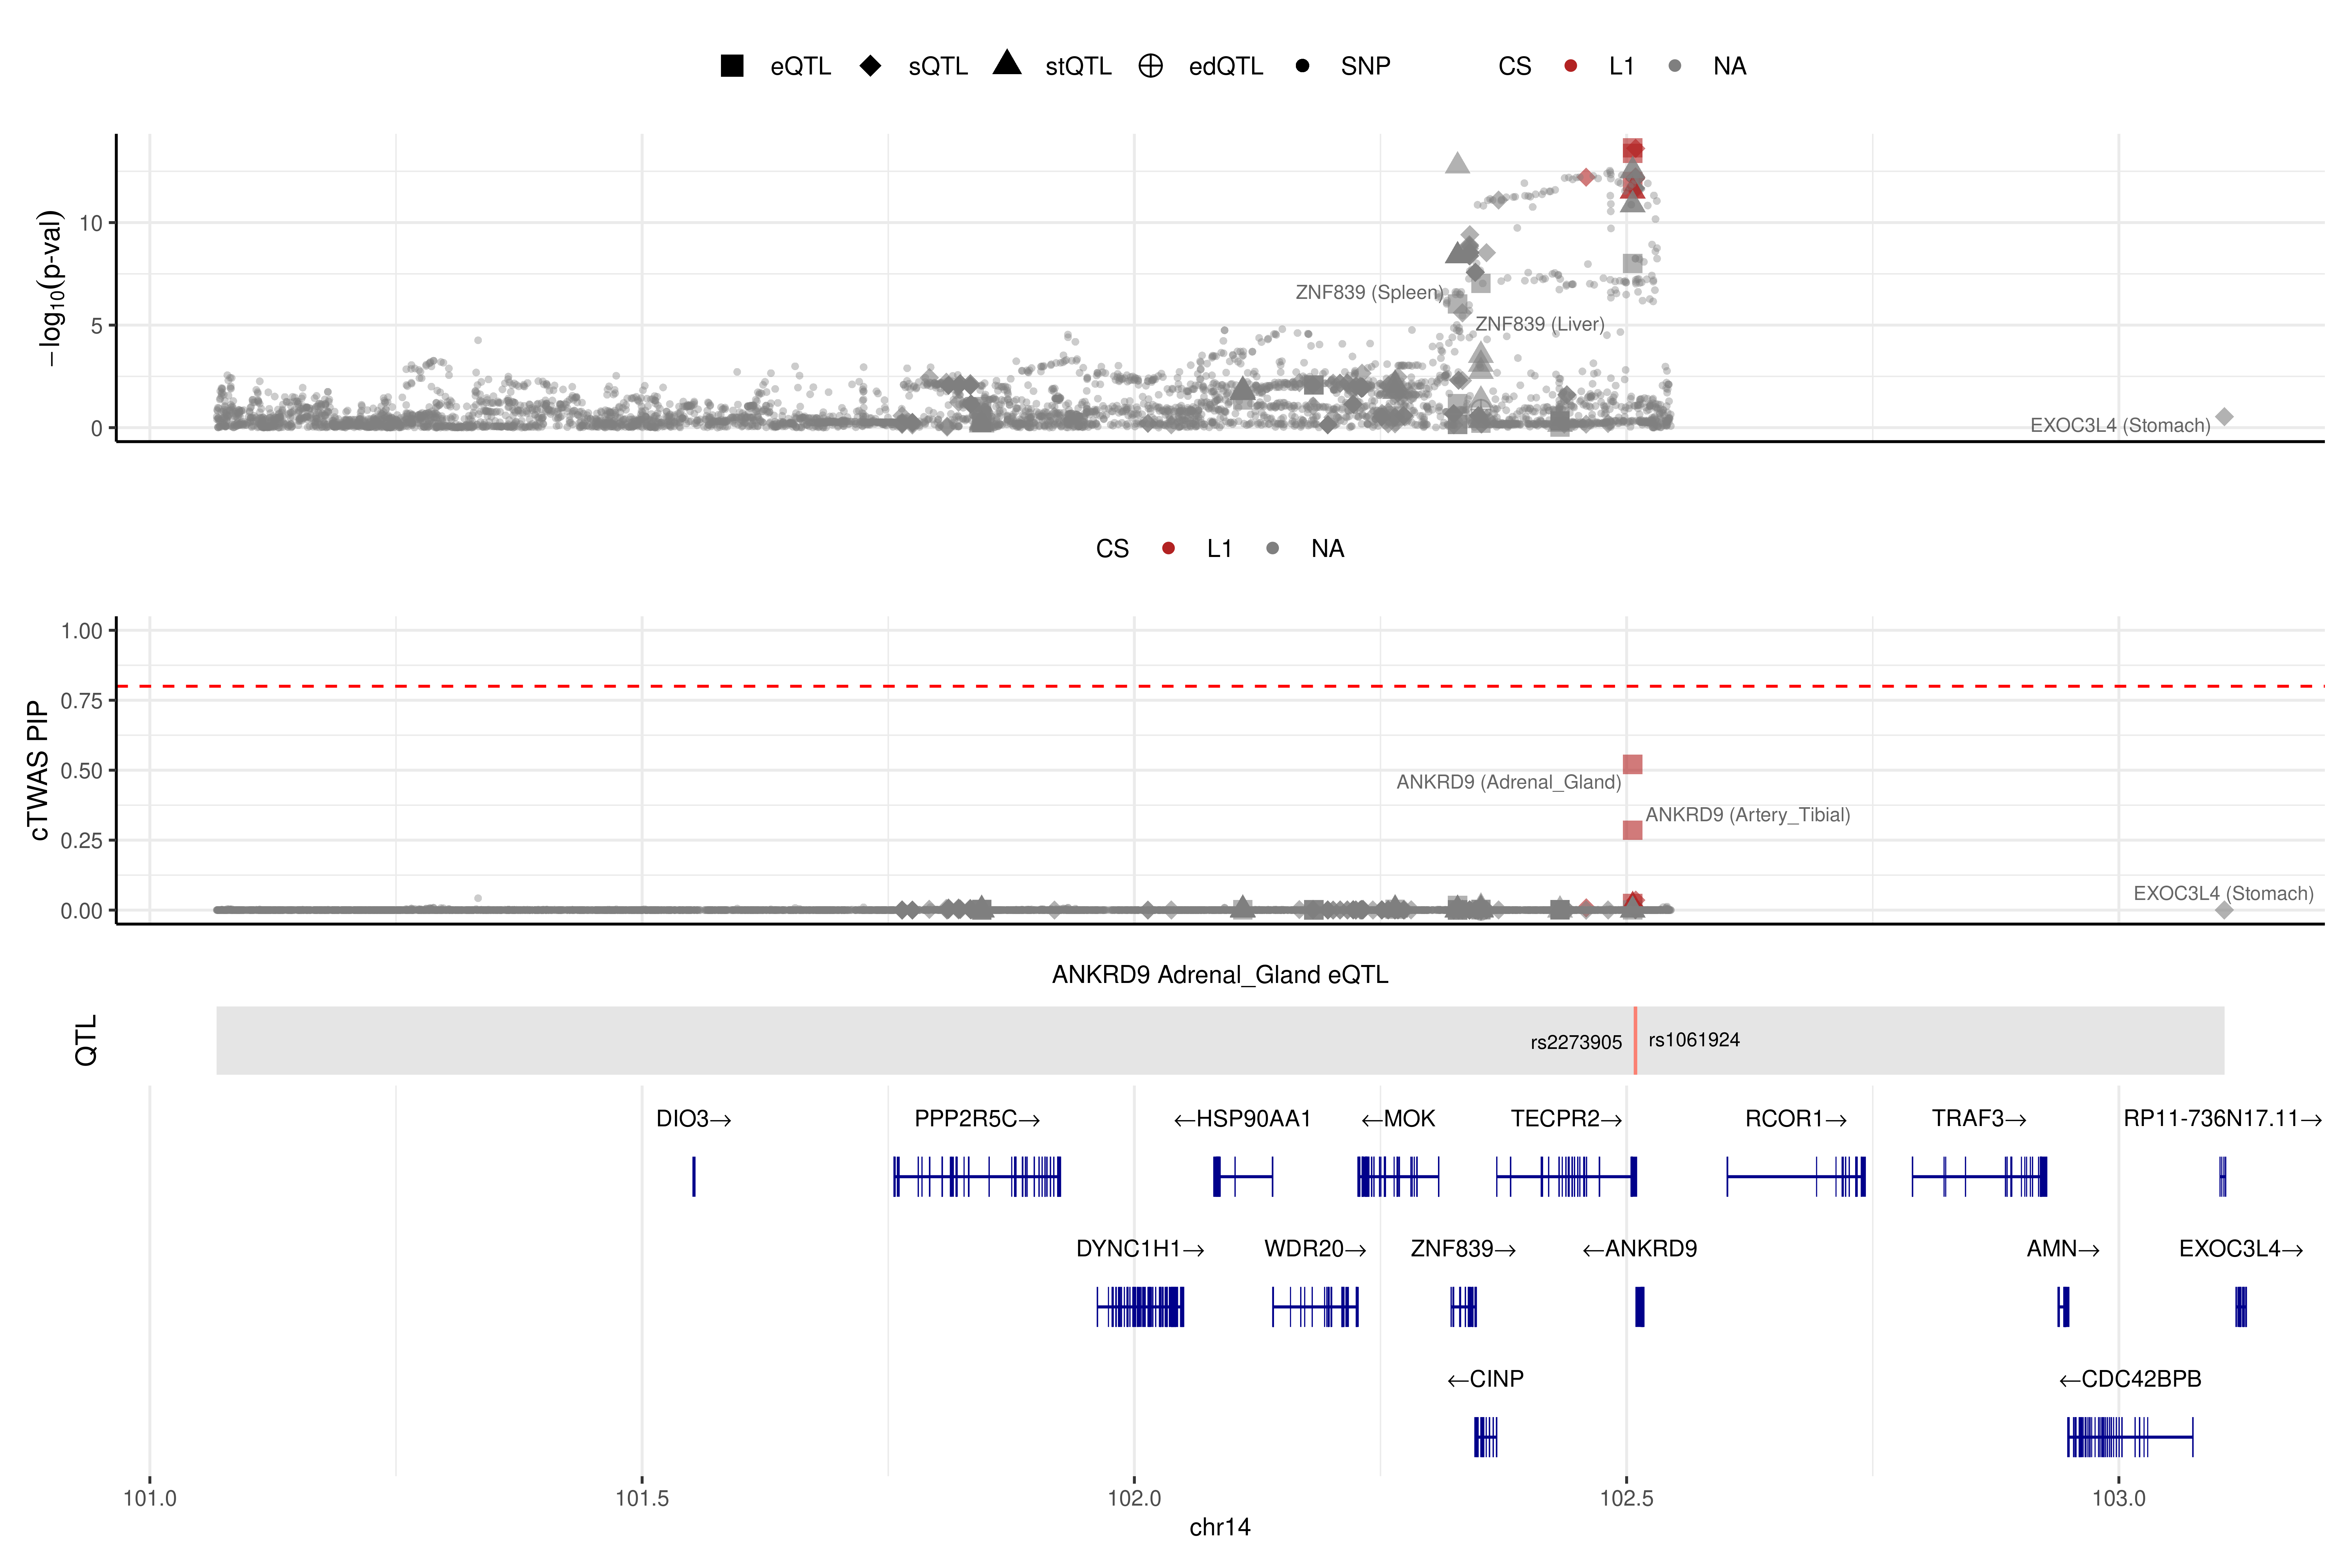 eQTL sQTL stQTL edQTL SNP CS L1 NA
−log10(p-val)
10
5
0
ZNF839 (Spleen)
ZNF839 (Liver)
EXOC3L4 (Stomach)
CS L1 NA
cTWAS PIP
1.00
0.75
0.50
0.25
0.00
ANKRD9 (Adrenal_Gland)
ANKRD9 (Artery_Tibial)
EXOC3L4 (Stomach)
ANKRD9 Adrenal_Gland eQTL
QTL
rs2273905 rs1061924
DIO3→ PPP2R5C→ ←HSP90AA1 ←MOK TECPR2→ RCOR1→ TRAF3→ RP11-736N17.11→
DYNC1H1→ WDR20→ ZNF839→ ←ANKRD9 AMN→ EXOC3L4→
←CINP ←CDC42BPB
101.0 101.5 102.0 102.5 103.0
chr14